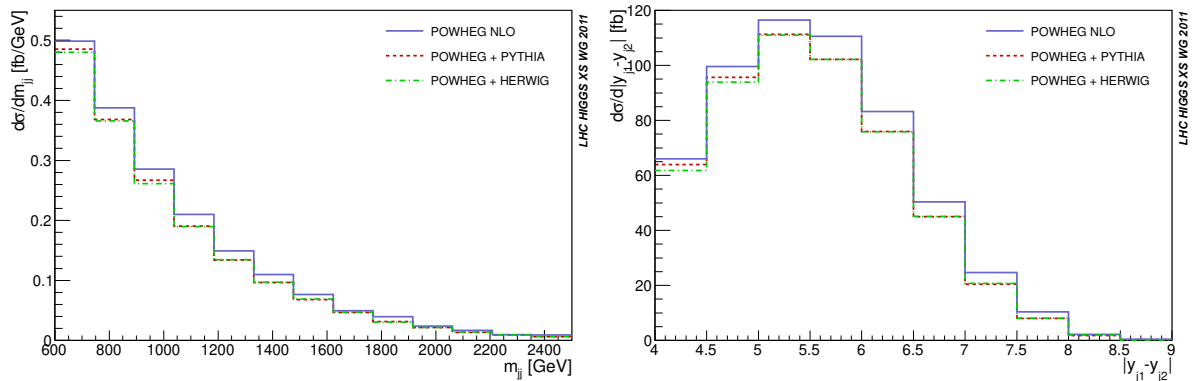 dσ/dm_jj [fb/GeV]
0.5
0.4
0.3
0.2
0.1
0
POWHEG NLO
POWHEG + PYTHIA
POWHEG + HERWIG
LHC HIGGS XS WG 2011
600 800 1000 1200 1400 1600 1800 2000 2200 2400
m_jj [GeV]
dσ/d|y_j1-y_j2| [fb]
120
100
80
60
40
20
0
POWHEG NLO
POWHEG + PYTHIA
POWHEG + HERWIG
LHC HIGGS XS WG 2011
4 4.5 5 5.5 6 6.5 7 7.5 8 8.5 9
|y_j1-y_j2|